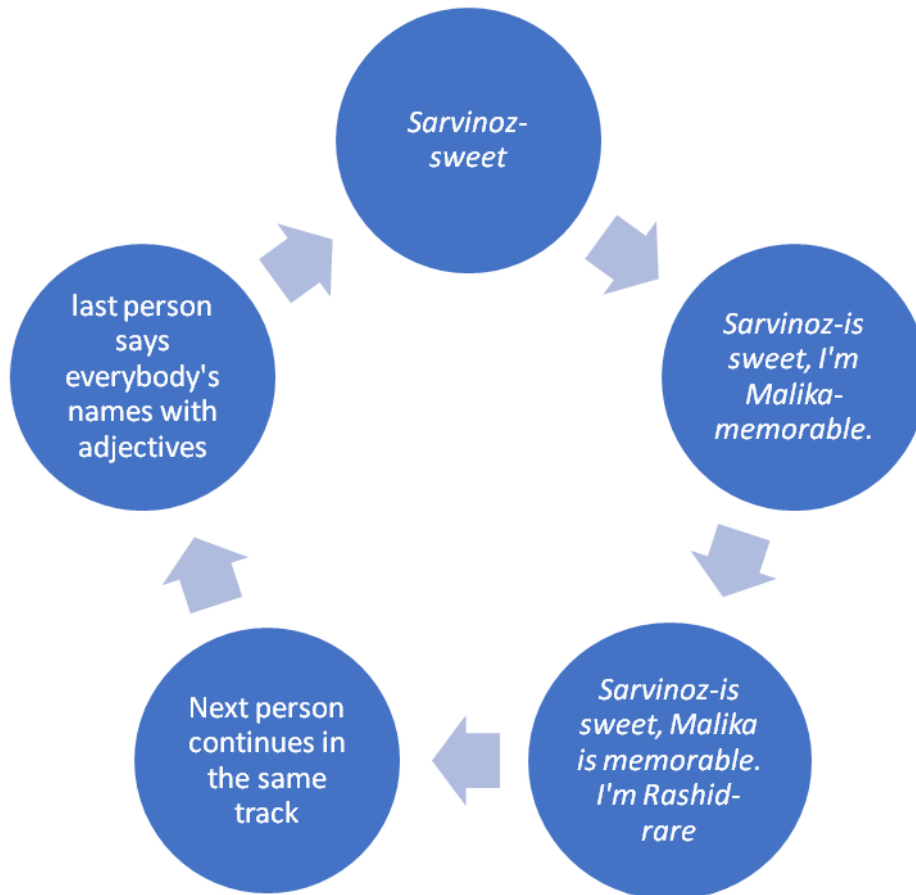 Sarvinoz-
sweet
Sarvinoz-is
sweet, I'm
Malika-
memorable.
Sarvinoz-is
sweet, Malika
is memorable.
I'm Rashid-
rare
Next person
continues in
the same
track
last person
says
everybody's
names with
adjectives